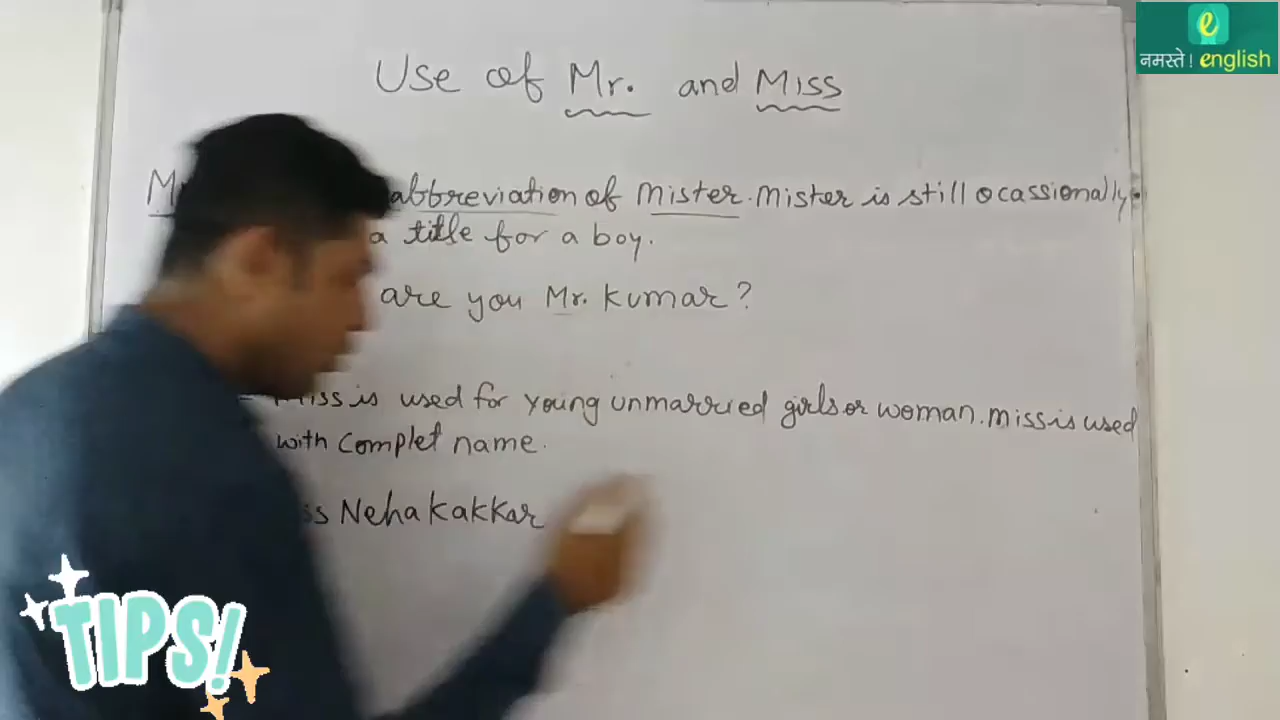 e
नमस्ते! english
Use of Mr. and Miss
abbreviation of Mister. Mister is still ocassionally
a title for a boy.
are you Mr. Kumar?
Miss is used for young unmarried girls or woman. Miss is used
with Complet name.
ss Neha Kakkar
TIPS!